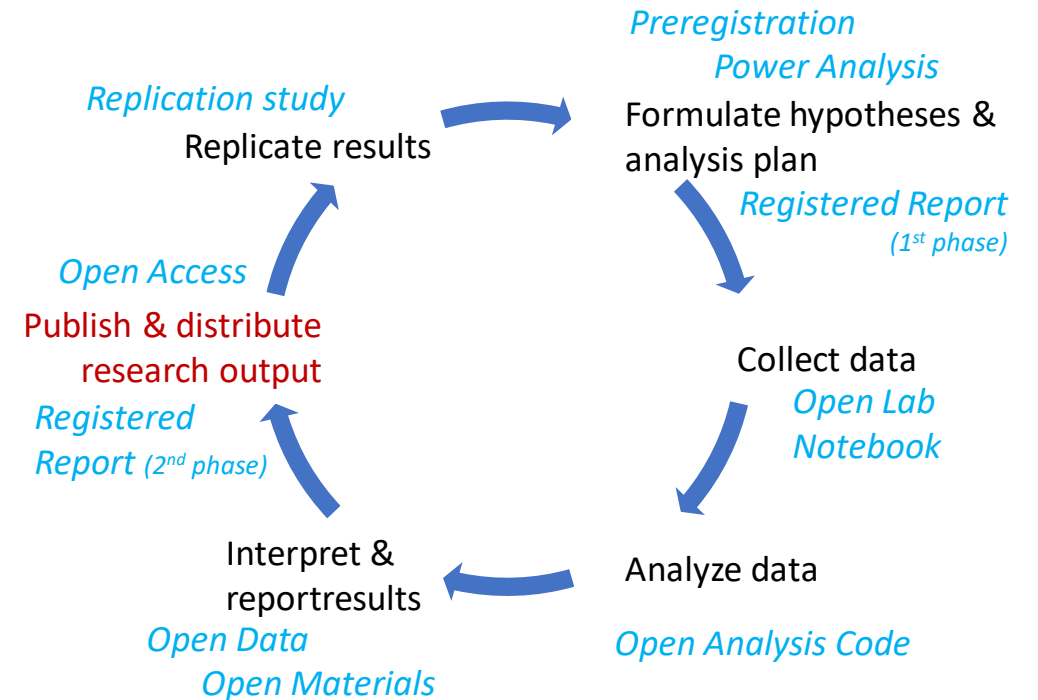 Preregistration
Power Analysis
Formulate hypotheses &
analysis plan
Registered Report
(1st phase)
Collect data
Open Lab
Notebook
Analyze data
Open Analysis Code
Interpret &
reportresults
Open Data
Open Materials
Open Access
Publish & distribute
research output
Registered
Report (2nd phase)
Replication study
Replicate results